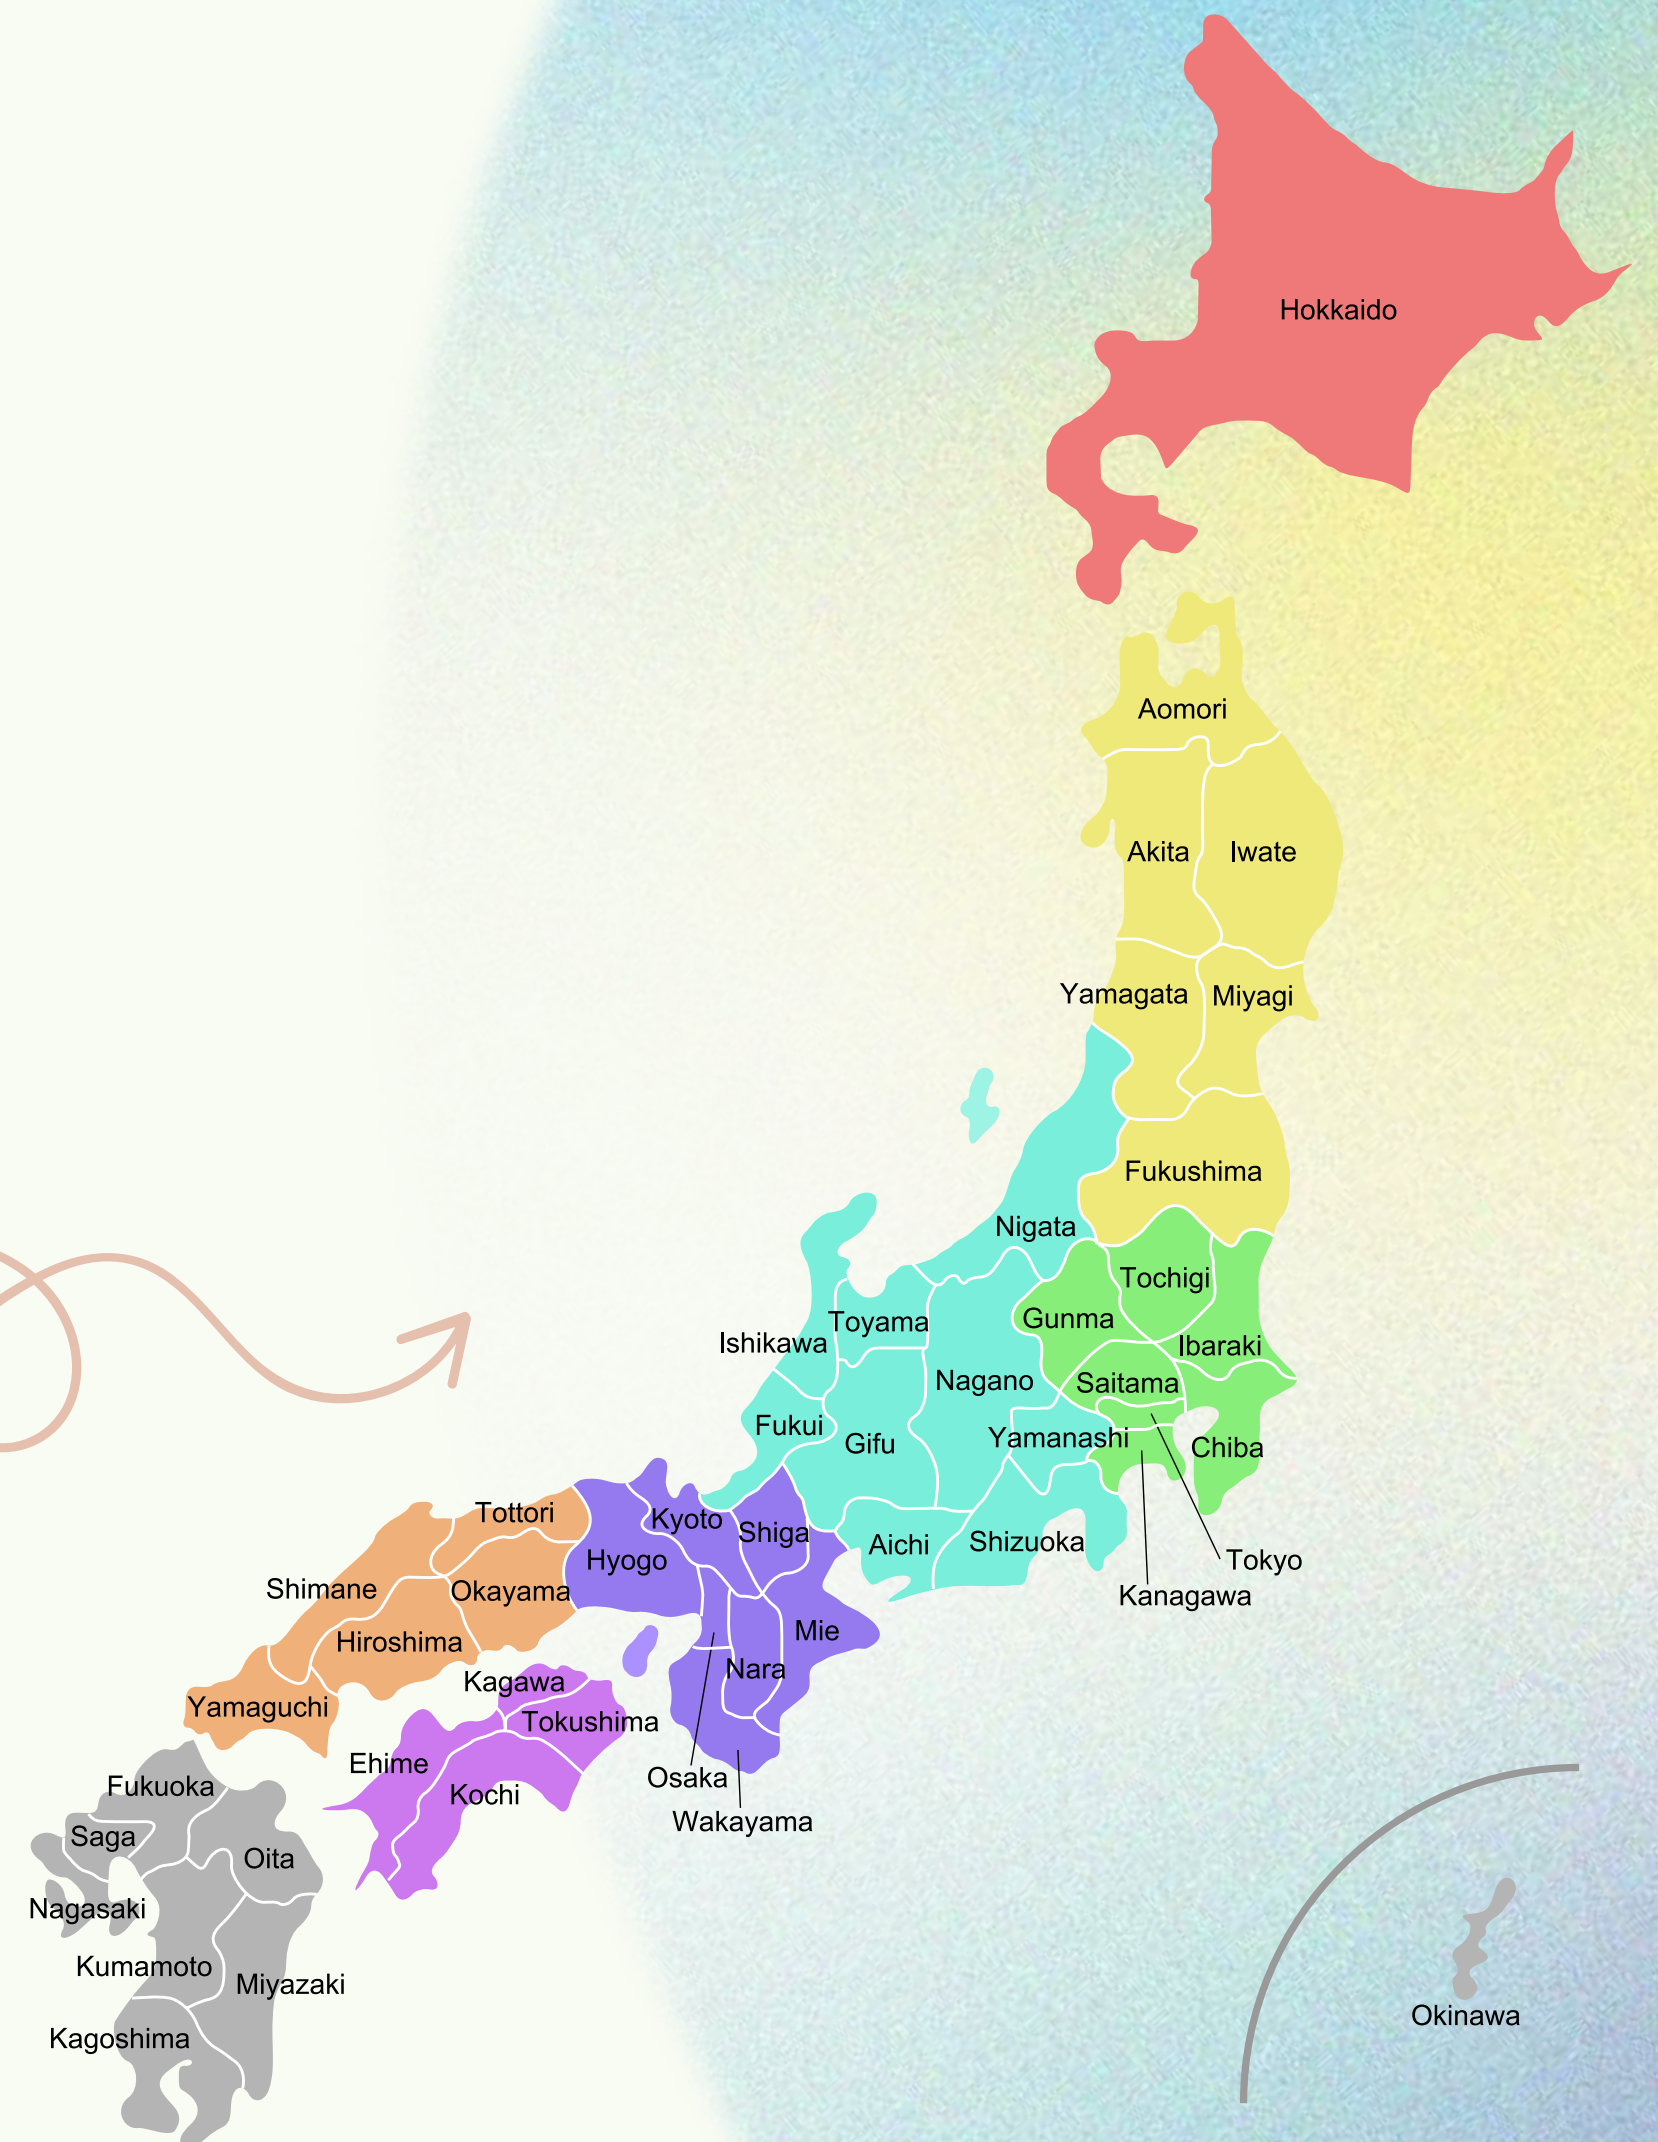 Hokkaido
Aomori
Akita
Iwate
Yamagata
Miyagi
Fukushima
Nigata
Tochigi
Gunma
Toyama
Ishikawa
Ibaraki
Nagano
Saitama
Fukui
Gifu
Yamanashi
Chiba
Tottori
Kyoto
Shiga
Aichi
Shizuoka
Hyogo
Tokyo
Shimane
Okayama
Kanagawa
Mie
Hiroshima
Nara
Kagawa
Yamaguchi
Tokushima
Ehime
Osaka
Fukuoka
Kochi
Wakayama
Saga
Oita
Nagasaki
Kumamoto
Miyazaki
Okinawa
Kagoshima